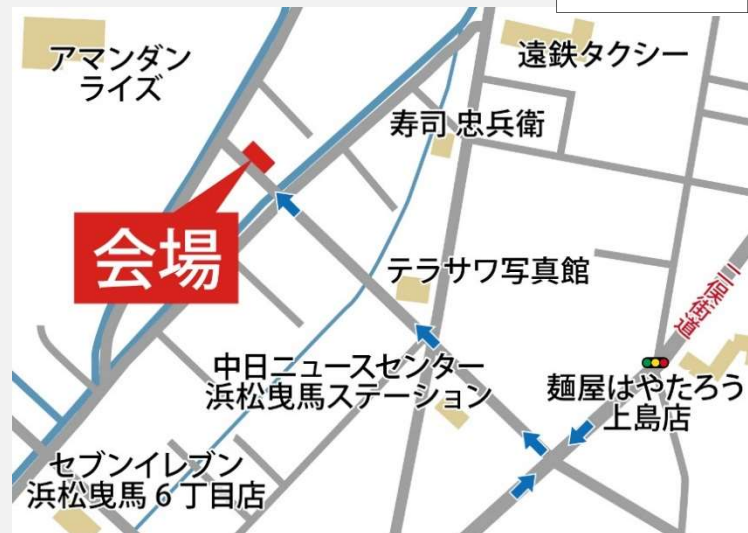 アマンダン
ライズ
遠鉄タクシー
寿司 忠兵衛
会場
テラサワ写真館
二俣街道
中日ニュースセンター
浜松曳馬ステーション
麺屋はやたろう
上島店
セブンイレブン
浜松曳馬6丁目店